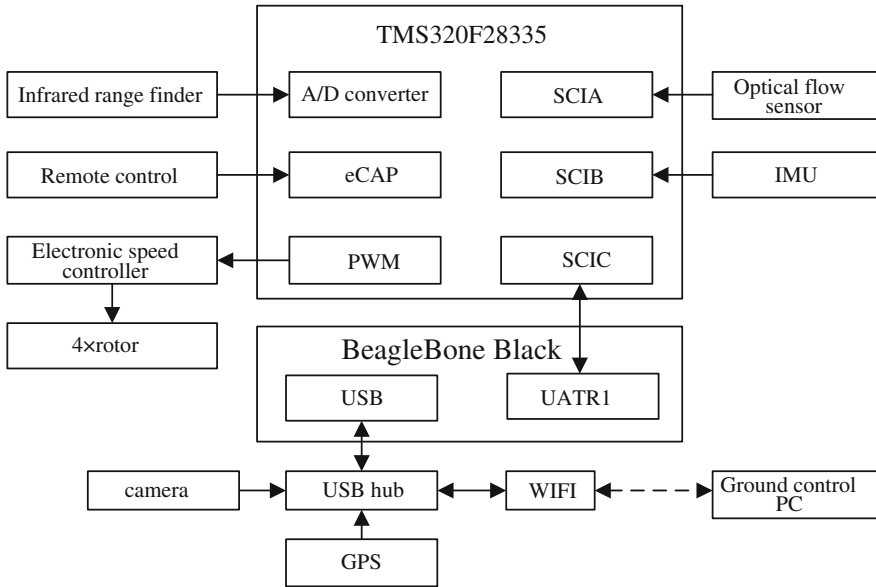 TMS320F28335
Infrared range finder
A/D converter
SCIA
Optical flow
sensor
Remote control
eCAP
SCIB
IMU
Electronic speed
controller
PWM
SCIC
4×rotor
BeagleBone Black
USB
UATR1
camera
USB hub
WIFI
Ground control
PC
GPS